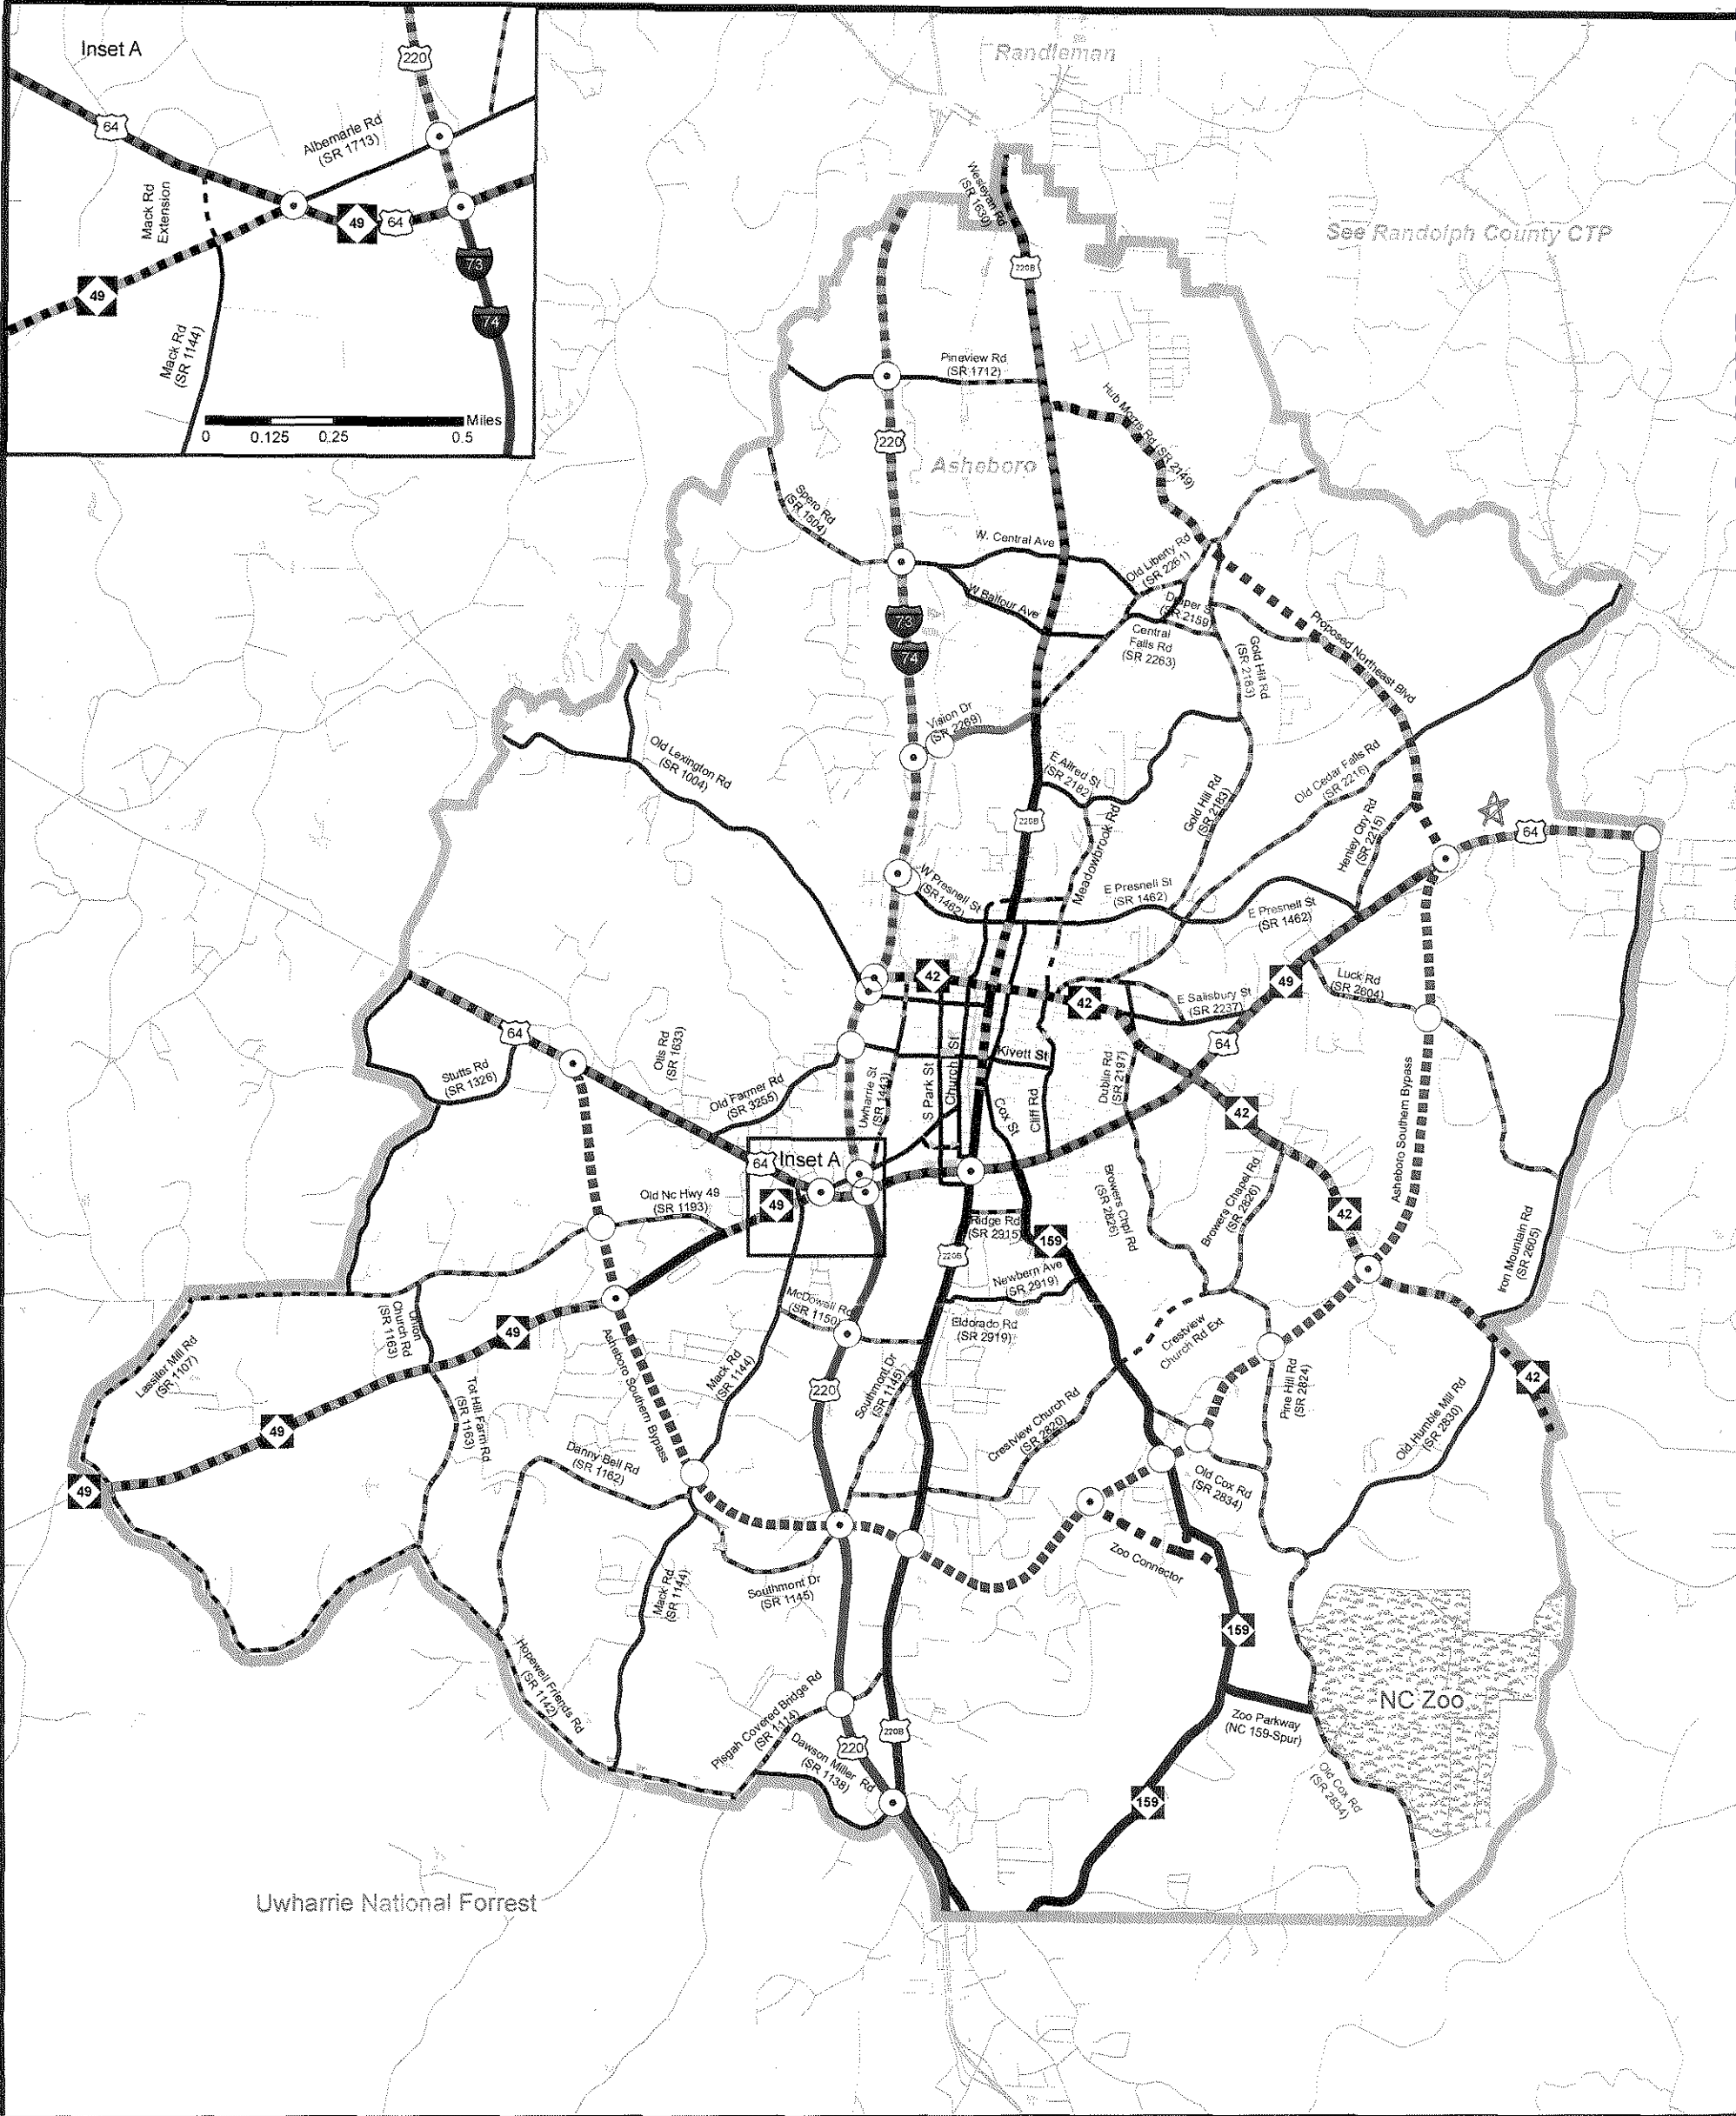 Inset A
220
64
Albemarle Rd
(SR 1713)
Mack Rd
Extension
49
64
49
73
74
Mack Rd
(SR 1144)
Miles
0 0.125 0.25 0.5
Randleman
See Randolph County CTP
Wesleyan Rd
(SR 1630)
220B
Pineview Rd
(SR 1712)
Hub Morris Rd (SR 2149)
220
Asheboro
Spero Rd
(SR 1504)
W. Central Ave
Old Liberty Rd
(SR 2261)
W Balfour Ave
Draper St
(SR 2159)
Central
Falls Rd
(SR 2263)
Gold Hill Rd
(SR 2183)
Proposed Northeast Blvd
73
74
Vision Dr
(SR 2269)
Old Lexington Rd
(SR 1004)
E Allred St
(SR 2182)
Old Cedar Falls Rd
(SR 2216)
Gold Hill Rd
(SR 2183)
Meadowbrook Rd
220B
Henley Ctry Rd
(SR 2215)
64
W Presnell St
(SR 1462)
E Presnell St
(SR 1462)
E Presnell St
(SR 1462)
42
42
49
Luck Rd
(SR 2604)
E Salisbury St
(SR 2237)
64
64
Otis Rd
(SR 1633)
Stutts Rd
(SR 1326)
Old Farmer Rd
(SR 3255)
Uwharrie St
(SR 1443)
S Park St
Church St
Kivett St
Cox St
Cliff Rd
Dublin Rd
(SR 2197)
42
Asheboro Southern Bypass
64
Inset A
49
Old Nc Hwy 49
(SR 1193)
Ridge Rd
(SR 2915)
159
Browers Chpl Rd
(SR 2826)
Browers Chapel Rd
(SR 2826)
42
Iron Mountain Rd
(SR 2605)
220B
Newbern Ave
(SR 2919)
Eldorado Rd
(SR 2919)
McDowell Rd
(SR 1150)
Union
Church Rd
(SR 1163)
Lassiter Mill Rd
(SR 1107)
49
Asheboro Southern Bypass
Mack Rd
(SR 1144)
220
Southmont Dr
(SR 1145)
Crestview
Church Rd Ext
Pine Hill Rd
(SR 2824)
42
Crestview Church Rd
(SR 2820)
Old Humble Mill Rd
(SR 2830)
Tot Hill Farm Rd
(SR 1163)
49
49
Danny Bell Rd
(SR 1162)
Old Cox Rd
(SR 2834)
Zoo Connector
Southmont Dr
(SR 1145)
Mack Rd
(SR 1144)
Hopewell Friends Rd
(SR 1142)
159
NC Zoo
Zoo Parkway
(NC 159-Spur)
Pisgah Covered Bridge Rd
(SR 1114)
220B
220
Dawson Miller Rd
(SR 1138)
Old Cox Rd
(SR 2834)
159
Uwharrie National Forrest